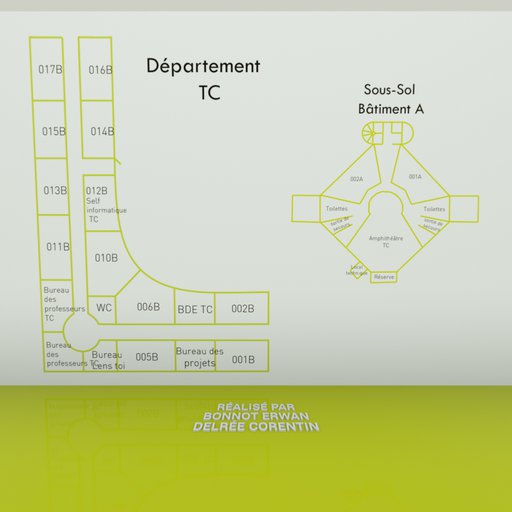 Département
TC
017B
016B
015B
014B
013B
012B
Self
informatique
TC
011B
010B
Bureau
des
professeurs
TC
WC
006B
BDE TC
002B
Bureau
des
professeurs TC
Bureau
Lens toi
005B
Bureau des
projets
001B
Sous-Sol
Bâtiment A
002A
001A
Toilettes
Toilettes
sortie de
secours
sortie de
secours
Amphithéâtre
TC
Local
technique
Réserve
RÉALISÉ PAR
BONNOT ERWAN
DELRÉE CORENTIN